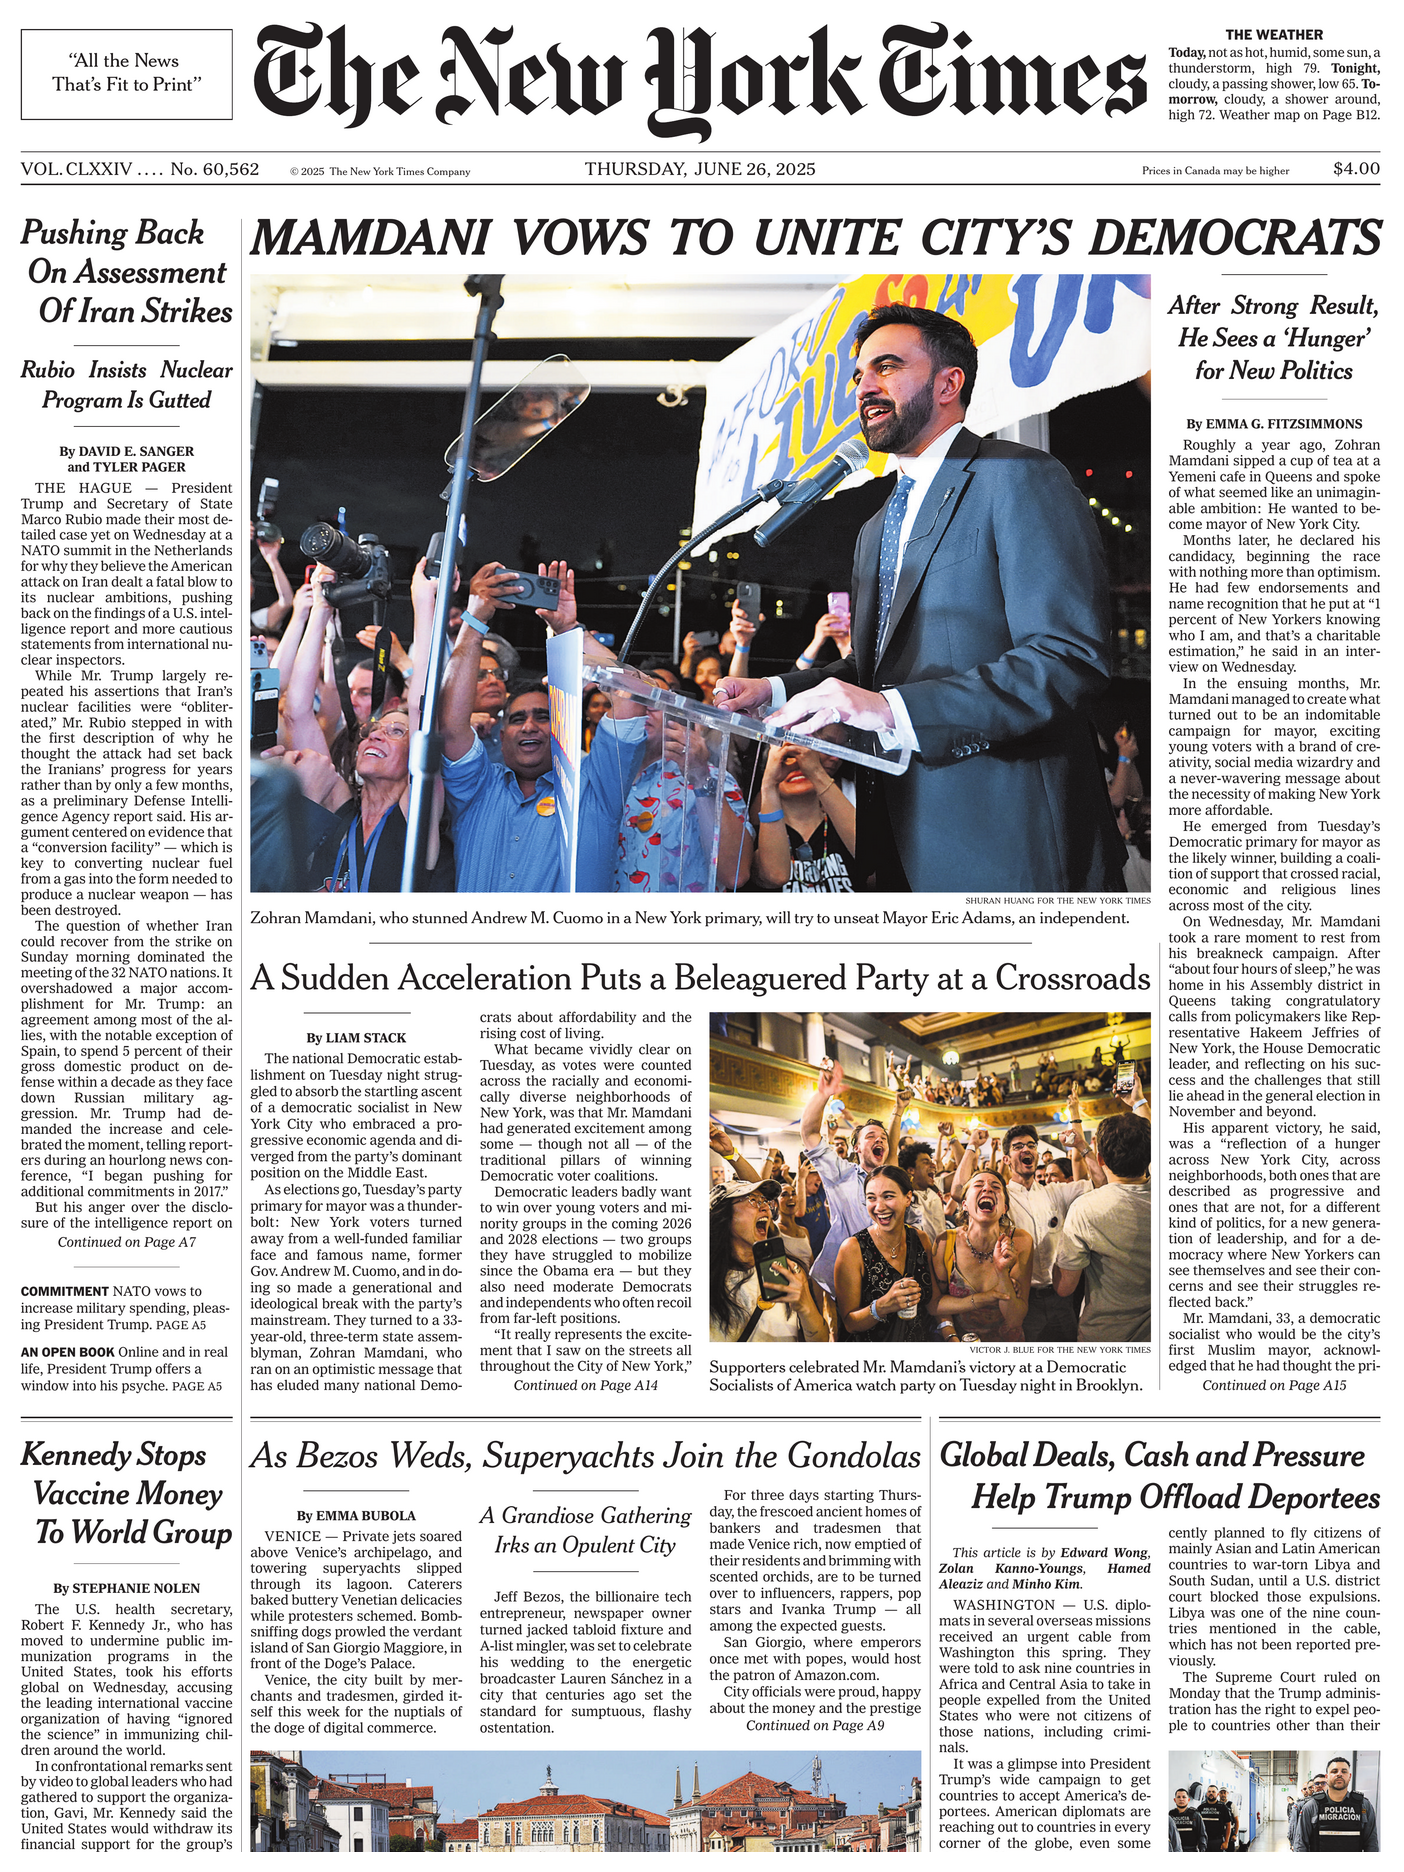 "All the News
That's Fit to Print"
The New York Times
THE WEATHER
Today, not as hot, humid, some sun, a
thunderstorm, high 79. Tonight,
cloudy, a passing shower, low 65. To-
morrow, cloudy, a shower around,
high 72. Weather map on Page B12.
VOL. CLXXIV .... No. 60,562
© 2025 The New York Times Company
THURSDAY, JUNE 26, 2025
Prices in Canada may be higher
$4.00
Pushing Back
On Assessment
Of Iran Strikes
Rubio Insists Nuclear
Program Is Gutted
By DAVID E. SANGER
and TYLER PAGER
THE HAGUE — President
Trump and Secretary of State
Marco Rubio made their most de-
tailed case yet on Wednesday at a
NATO summit in the Netherlands
for why they believe the American
attack on Iran dealt a fatal blow to
its nuclear ambitions, pushing
back on the findings of a U.S. intel-
ligence report and more cautious
statements from international nu-
clear inspectors.
While Mr. Trump largely re-
peated his assertions that Iran's
nuclear facilities were "obliter-
ated," Mr. Rubio stepped in with
the first description of why he
thought the attack had set back
the Iranians' progress for years
rather than by only a few months,
as a preliminary Defense Intelli-
gence Agency report said. His ar-
gument centered on evidence that
a "conversion facility" — which is
key to converting nuclear fuel
from a gas into the form needed to
produce a nuclear weapon — has
been destroyed.
The question of whether Iran
could recover from the strike on
Sunday morning dominated the
meeting of the 32 NATO nations. It
overshadowed a major accom-
plishment for Mr. Trump: an
agreement among most of the al-
lies, with the notable exception of
Spain, to spend 5 percent of their
gross domestic product on de-
fense within a decade as they face
down Russian military ag-
gression. Mr. Trump had de-
manded the increase and cele-
brated the moment, telling report-
ers during an hourlong news con-
ference, "I began pushing for
additional commitments in 2017."
But his anger over the disclo-
sure of the intelligence report on
Continued on Page A7
COMMITMENT NATO vows to
increase military spending, pleas-
ing President Trump. PAGE A5
AN OPEN BOOK Online and in real
life, President Trump offers a
window into his psyche. PAGE A5
MAMDANI VOWS TO UNITE CITY'S DEMOCRATS
SHURAN HUANG FOR THE NEW YORK TIMES
Zohran Mamdani, who stunned Andrew M. Cuomo in a New York primary, will try to unseat Mayor Eric Adams, an independent.
After Strong Result,
He Sees a 'Hunger'
for New Politics
By EMMA G. FITZSIMMONS
Roughly a year ago, Zohran
Mamdani sipped a cup of tea at a
Yemeni cafe in Queens and spoke
of what seemed like an unimagin-
able ambition: He wanted to be-
come mayor of New York City.
Months later, he declared his
candidacy, beginning the race
with nothing more than optimism.
He had few endorsements and
name recognition that he put at "1
percent of New Yorkers knowing
who I am, and that's a charitable
estimation," he said in an inter-
view on Wednesday.
In the ensuing months, Mr.
Mamdani managed to create what
turned out to be an indomitable
campaign for mayor, exciting
young voters with a brand of cre-
ativity, social media wizardry and
a never-wavering message about
the necessity of making New York
more affordable.
He emerged from Tuesday's
Democratic primary for mayor as
the likely winner, building a coali-
tion of support that crossed racial,
economic and religious lines
across most of the city.
On Wednesday, Mr. Mamdani
took a rare moment to rest from
his breakneck campaign. After
"about four hours of sleep," he was
home in his Assembly district in
Queens taking congratulatory
calls from policymakers like Rep-
resentative Hakeem Jeffries of
New York, the House Democratic
leader, and reflecting on his suc-
cess and the challenges that still
lie ahead in the general election in
November and beyond.
His apparent victory, he said,
was a "reflection of a hunger
across New York City, across
neighborhoods, both ones that are
described as progressive and
ones that are not, for a different
kind of politics, for a new genera-
tion of leadership, and for a de-
mocracy where New Yorkers can
see themselves and see their con-
cerns and see their struggles re-
flected back."
Mr. Mamdani, 33, a democratic
socialist who would be the city's
first Muslim mayor, acknowl-
edged that he had thought the pri-
Continued on Page A15
A Sudden Acceleration Puts a Beleaguered Party at a Crossroads
By LIAM STACK
The national Democratic estab-
lishment on Tuesday night strug-
gled to absorb the startling ascent
of a democratic socialist in New
York City who embraced a pro-
gressive economic agenda and di-
verged from the party's dominant
position on the Middle East.
As elections go, Tuesday's party
primary for mayor was a thunder-
bolt: New York voters turned
away from a well-funded familiar
face and famous name, former
Gov. Andrew M. Cuomo, and in do-
ing so made a generational and
ideological break with the party's
mainstream. They turned to a 33-
year-old, three-term state assem-
blyman, Zohran Mamdani, who
ran on an optimistic message that
has eluded many national Demo-
crats about affordability and the
rising cost of living.
What became vividly clear on
Tuesday, as votes were counted
across the racially and economi-
cally diverse neighborhoods of
New York, was that Mr. Mamdani
had generated excitement among
some — though not all — of the
traditional pillars of winning
Democratic voter coalitions.
Democratic leaders badly want
to win over young voters and mi-
nority groups in the coming 2026
and 2028 elections — two groups
they have struggled to mobilize
since the Obama era — but they
also need moderate Democrats
and independents who often recoil
from far-left positions.
"It really represents the excite-
ment that I saw on the streets all
throughout the City of New York,"
Continued on Page A14
VICTOR J. BLUE FOR THE NEW YORK TIMES
Supporters celebrated Mr. Mamdani's victory at a Democratic
Socialists of America watch party on Tuesday night in Brooklyn.
Kennedy Stops
Vaccine Money
To World Group
By STEPHANIE NOLEN
The U.S. health secretary,
Robert F. Kennedy Jr., who has
moved to undermine public im-
munization programs in the
United States, took his efforts
global on Wednesday, accusing
the leading international vaccine
organization of having "ignored
the science" in immunizing chil-
dren around the world.
In confrontational remarks sent
by video to global leaders who had
gathered to support the organiza-
tion, Gavi, Mr. Kennedy said the
United States would withdraw its
financial support for the group's
As Bezos Weds, Superyachts Join the Gondolas
By EMMA BUBOLA
VENICE — Private jets soared
above Venice's archipelago, and
towering superyachts slipped
through its lagoon. Caterers
baked buttery Venetian delicacies
while protesters schemed. Bomb-
sniffing dogs prowled the verdant
island of San Giorgio Maggiore, in
front of the Doge's Palace.
Venice, the city built by mer-
chants and tradesmen, girded it-
self this week for the nuptials of
the doge of digital commerce.
A Grandiose Gathering
Irks an Opulent City
Jeff Bezos, the billionaire tech
entrepreneur, newspaper owner
turned jacked tabloid fixture and
A-list mingler, was set to celebrate
his wedding to the energetic
broadcaster Lauren Sánchez in a
city that centuries ago set the
standard for sumptuous, flashy
ostentation.
For three days starting Thurs-
day, the frescoed ancient homes of
bankers and tradesmen that
made Venice rich, now emptied of
their residents and brimming with
scented orchids, are to be turned
over to influencers, rappers, pop
stars and Ivanka Trump — all
among the expected guests.
San Giorgio, where emperors
once met with popes, would host
the patron of Amazon.com.
City officials were proud, happy
about the money and the prestige
Continued on Page A9
Global Deals, Cash and Pressure
Help Trump Offload Deportees
This article is by Edward Wong,
Zolan Kanno-Youngs, Hamed
Aleaziz and Minho Kim.
WASHINGTON — U.S. diplo-
mats in several overseas missions
received an urgent cable from
Washington this spring. They
were told to ask nine countries in
Africa and Central Asia to take in
people expelled from the United
States who were not citizens of
those nations, including crimi-
nals.
It was a glimpse into President
Trump's wide campaign to get
countries to accept America's de-
portees. American diplomats are
reaching out to countries in every
corner of the globe, even some
cently planned to fly citizens of
mainly Asian and Latin American
countries to war-torn Libya and
South Sudan, until a U.S. district
court blocked those expulsions.
Libya was one of the nine coun-
tries mentioned in the cable,
which has not been reported pre-
viously.
The Supreme Court ruled on
Monday that the Trump adminis-
tration has the right to expel peo-
ple to countries other than their
POLICIA
MIGRACION